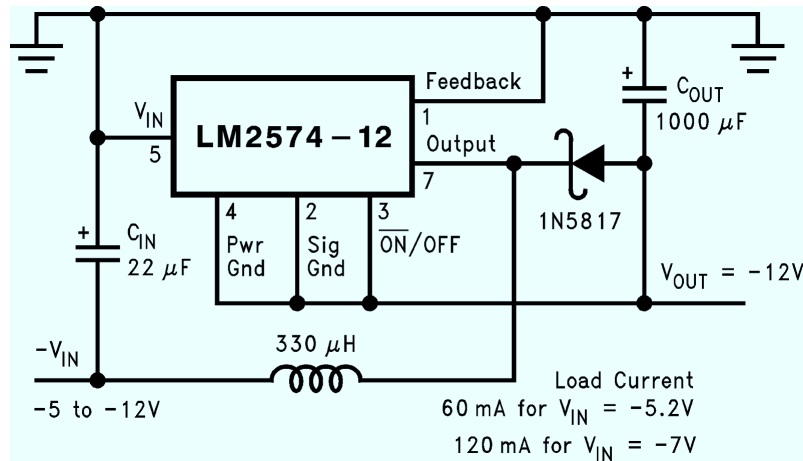 Feedback
1
V_IN
5
LM2574-12
Output
7
+
C_OUT
1000 μF
1N5817
4
2
3
Pwr
Gnd
Sig
Gnd
O̅N̅/OFF
+
C_IN
22 μF
V_OUT = -12V
330 μH
-V_IN
-5 to -12V
Load Current
60 mA for V_IN = -5.2V
120 mA for V_IN = -7V